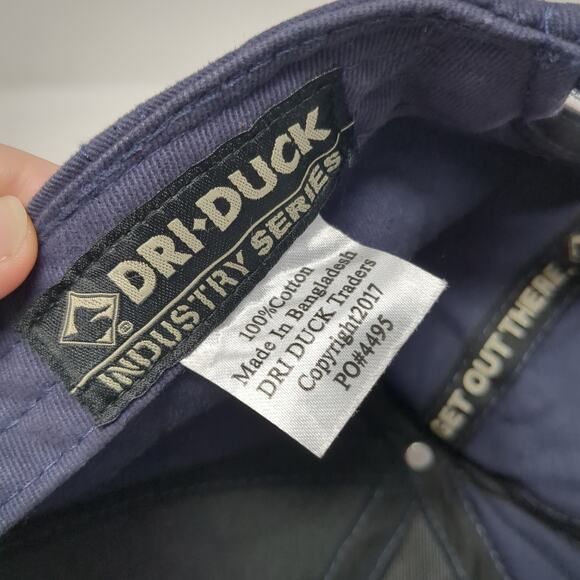 DRI DUCK
®
INDUSTRY SERIES
100%Cotton
Made In Bangladesh
DRI DUCK Traders
Copyright2017
PO#4495
GET OUT THERE.